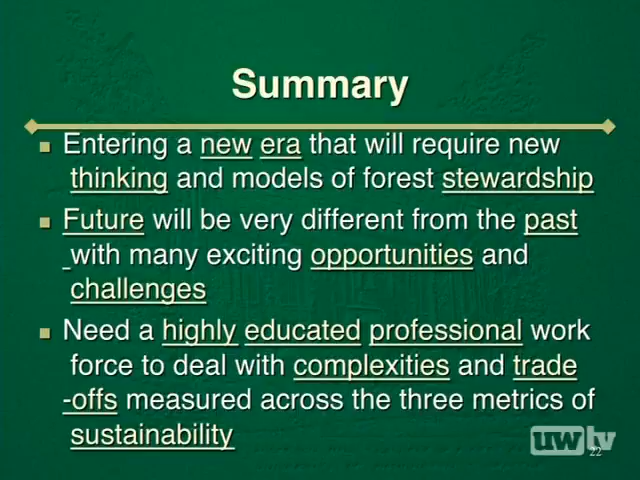 Summary
Entering a new era that will require new
thinking and models of forest stewardship
Future will be very different from the past
with many exciting opportunities and
challenges
Need a highly educated professional work
force to deal with complexities and trade
-offs measured across the three metrics of
sustainability
uwtv
22